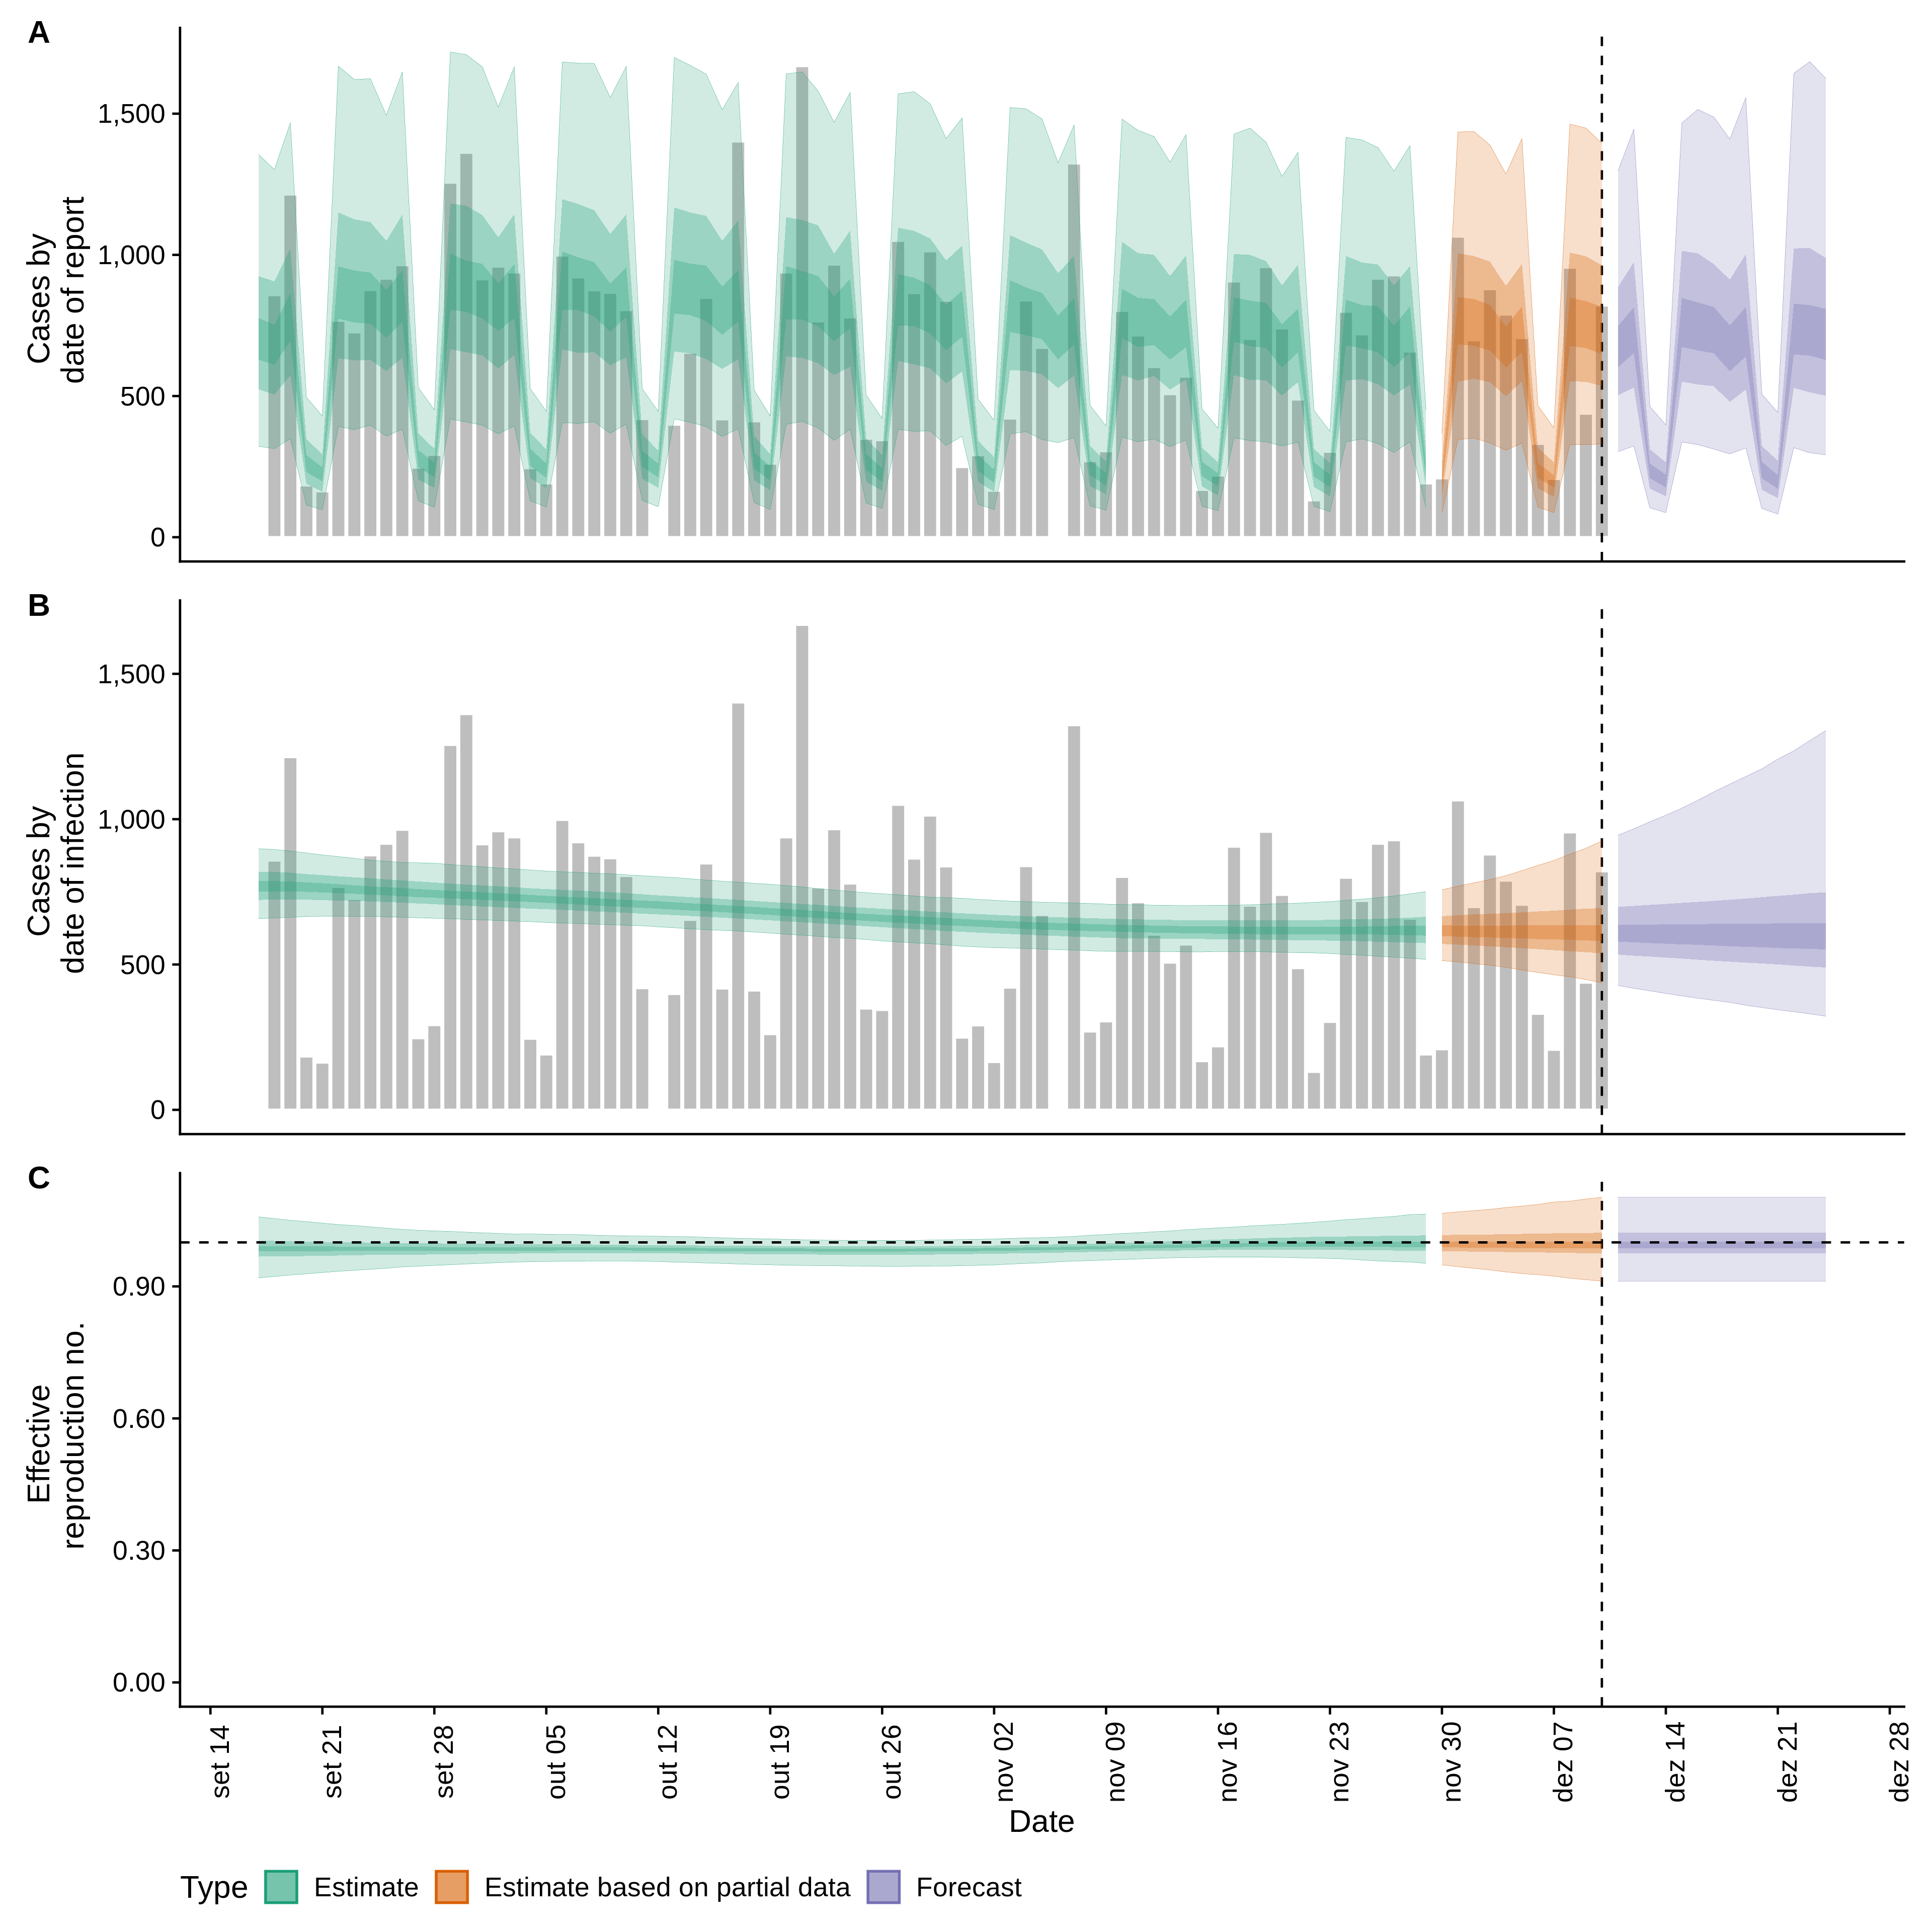 A
Cases by
date of report
1,500
1,000
500
0
B
Cases by
date of infection
1,500
1,000
500
0
C
Effective
reproduction no.
0.90
0.60
0.30
0.00
set 14
set 21
set 28
out 05
out 12
out 19
out 26
nov 02
nov 09
nov 16
nov 23
nov 30
dez 07
dez 14
dez 21
dez 28
Date
Type Estimate Estimate based on partial data Forecast